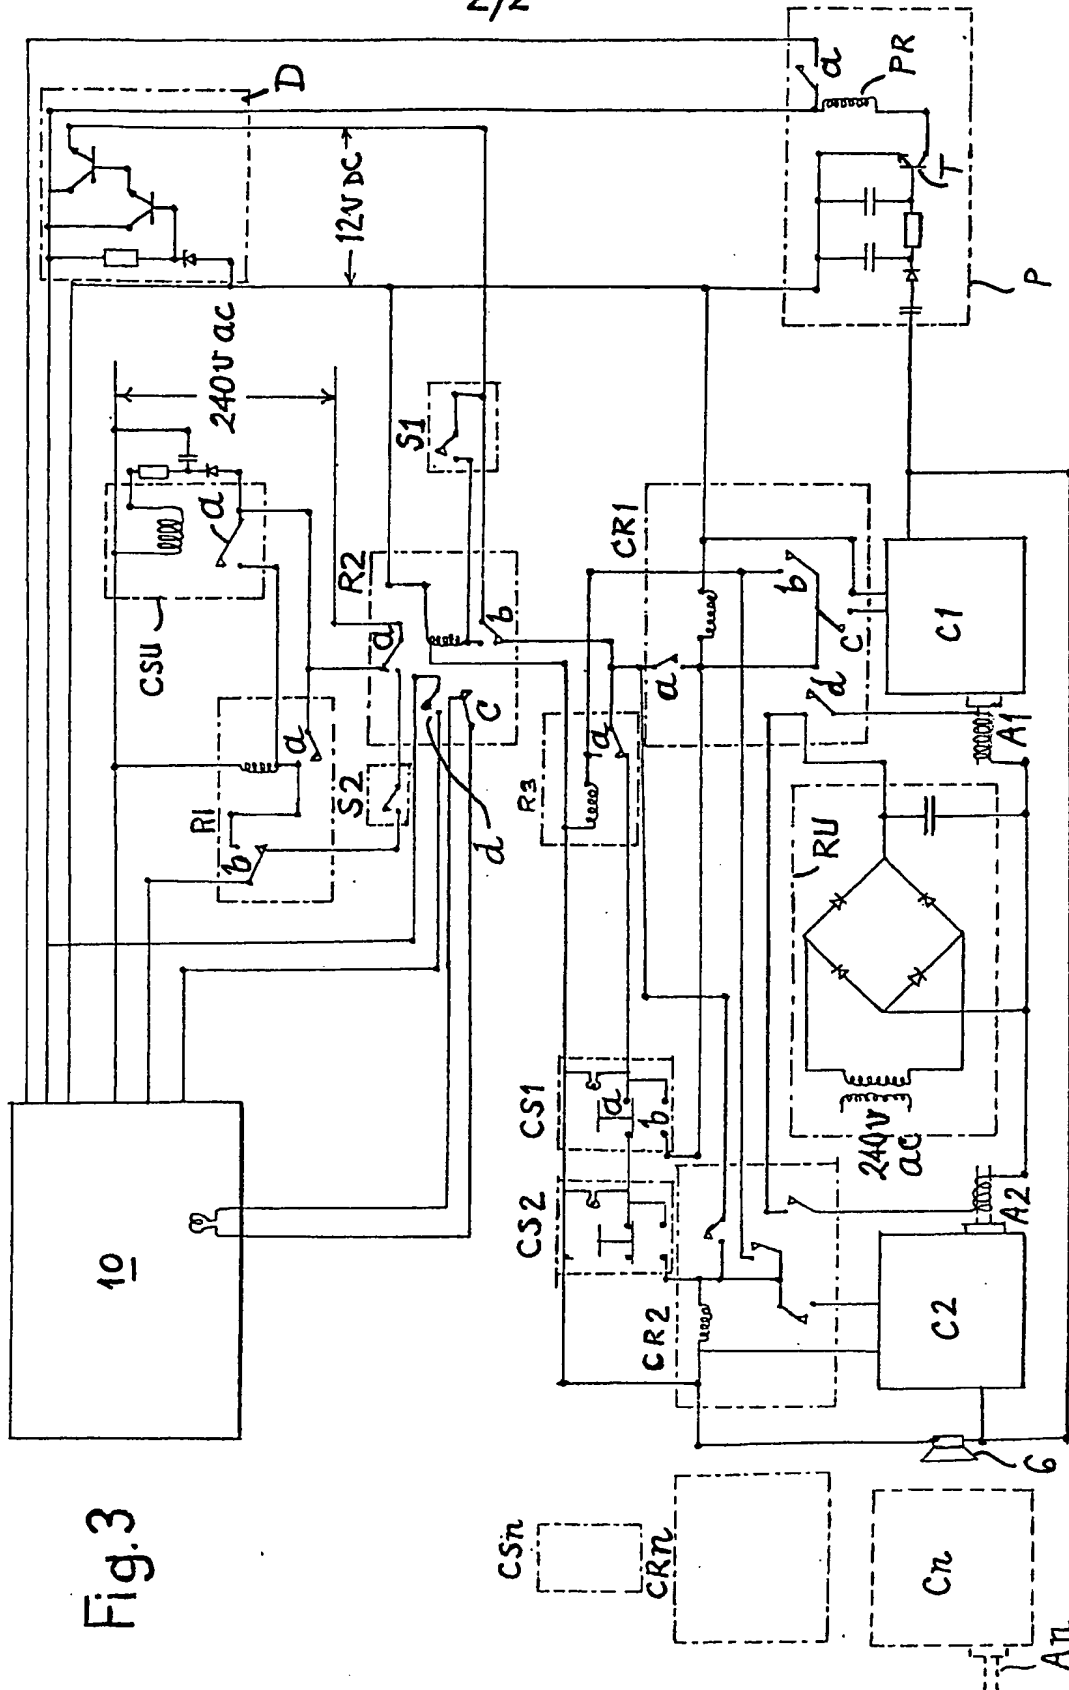 2/2
D
a
PR
T
P
12V DC
240V ac
CSU
a
S1
R2
a
b
c
d
R1
a
b
S2
CR1
a
b
c
d
R3
a
C1
A1
RU
240V
ac
CS1
a
b
CS2
CR2
C2
A2
6
10
Fig.3
CSn
CRn
Cn
An